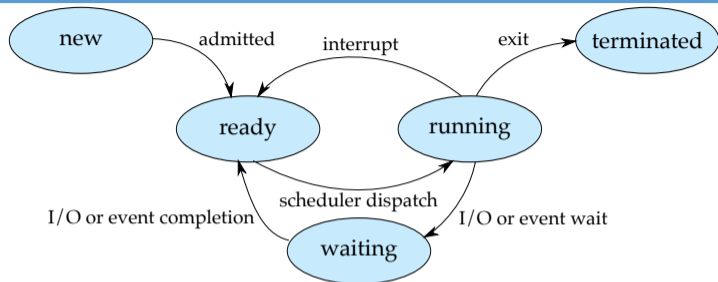 new
admitted
interrupt
exit
terminated
ready
running
scheduler dispatch
I/O or event completion
I/O or event wait
waiting